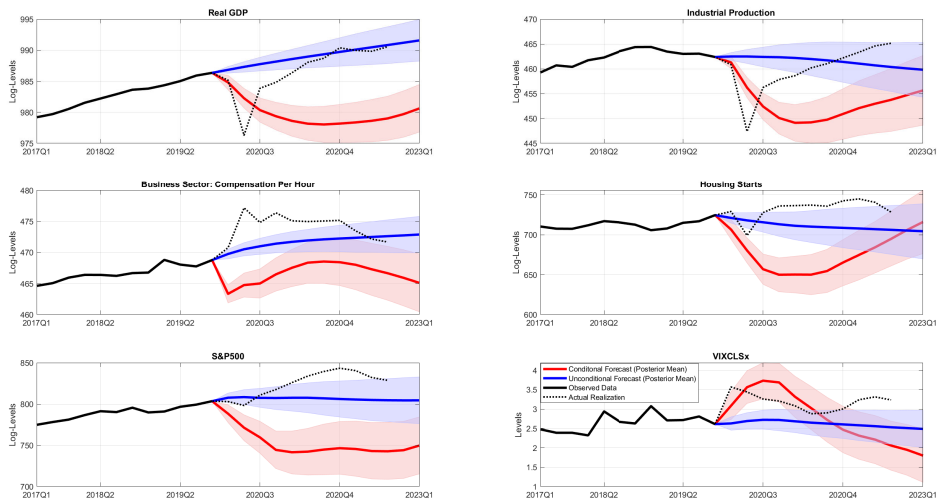 Real GDP
Log-Levels
995
990
985
980
975
2017Q1 2018Q2 2019Q2 2020Q3 2020Q4 2023Q1
Industrial Production
Log-Levels
465
460
455
450
445
2017Q1 2018Q2 2019Q2 2020Q3 2020Q4 2023Q1
Business Sector: Compensation Per Hour
Log-Levels
480
475
470
465
460
2017Q1 2018Q2 2019Q2 2020Q3 2020Q4 2023Q1
Housing Starts
Log-Levels
750
700
650
600
2017Q1 2018Q2 2019Q2 2020Q3 2020Q4 2023Q1
S&P500
Log-Levels
850
800
750
700
2017Q1 2018Q2 2019Q2 2020Q3 2020Q4 2023Q1
VIXCLSx
Levels
4
3.5
3
2.5
2
1.5
1
2017Q1 2018Q2 2019Q2 2020Q3 2020Q4 2023Q1
Conditonal Forecast (Posterior Mean)
Unconditional Forecast (Posterior Mean)
Observed Data
Actual Realization